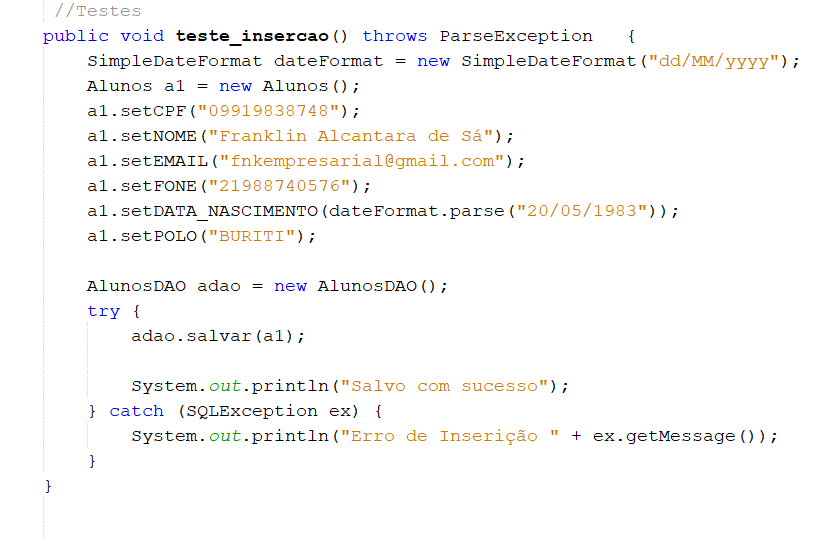 //Testes
public void teste_insercao() throws ParseException   {
    SimpleDateFormat dateFormat = new SimpleDateFormat("dd/MM/yyyy");
    Alunos a1 = new Alunos();
    a1.setCPF("09919838748");
    a1.setNOME("Franklin Alcantara de Sá");
    a1.setEMAIL("fnkempresarial@gmail.com");
    a1.setFONE("21988740576");
    a1.setDATA_NASCIMENTO(dateFormat.parse("20/05/1983"));
    a1.setPOLO("BURITI");

    AlunosDAO adao = new AlunosDAO();
    try {
        adao.salvar(a1);

        System.out.println("Salvo com sucesso");
    } catch (SQLException ex) {
        System.out.println("Erro de Inserição " + ex.getMessage());
    }
}